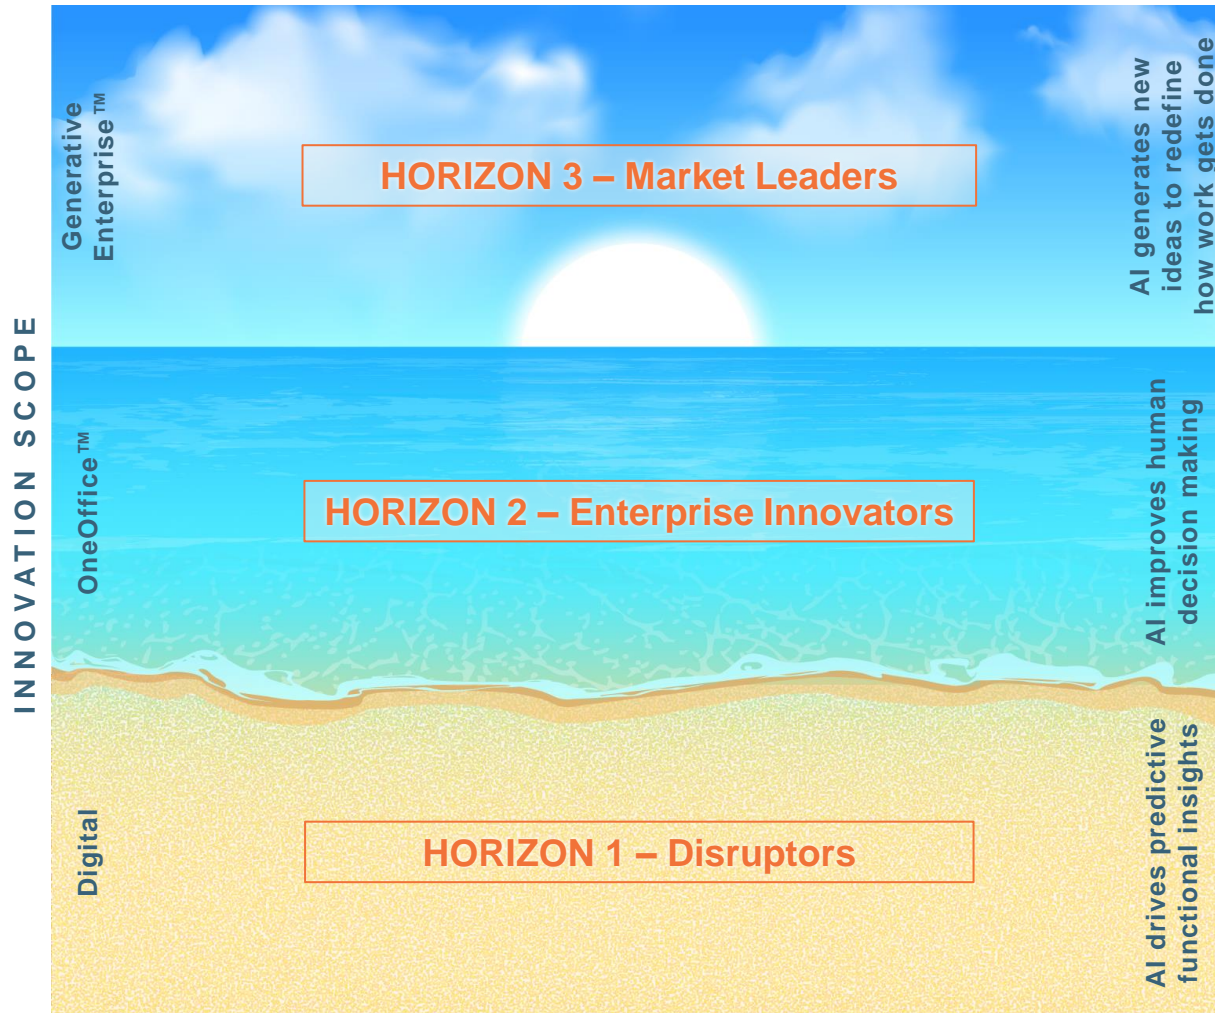 INNOVATION SCOPE
Generative
Enterprise™
HORIZON 3 – Market Leaders
AI generates new
ideas to redefine
how work gets done
OneOffice™
HORIZON 2 – Enterprise Innovators
AI improves human
decision making
Digital
HORIZON 1 – Disruptors
AI drives predictive
functional insights